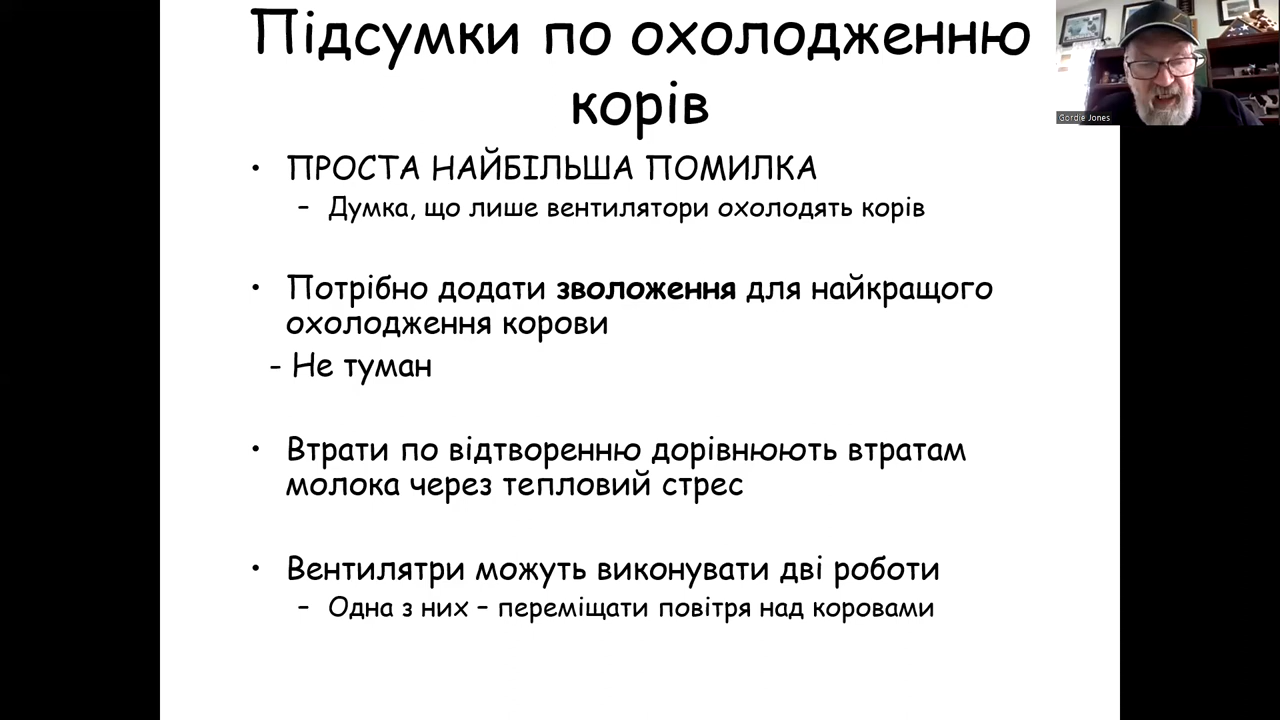 Підсумки по охолодженню
корів
• ПРОСТА НАЙБІЛЬША ПОМИЛКА
– Думка, що лише вентилятори охолодять корів
• Потрібно додати зволоження для найкращого
охолодження корови
- Не туман
• Втрати по відтворенню дорівнюють втратам
молока через тепловий стрес
• Вентилятри можуть виконувати дві роботи
– Одна з них – переміщати повітря над коровами
Gordie Jones